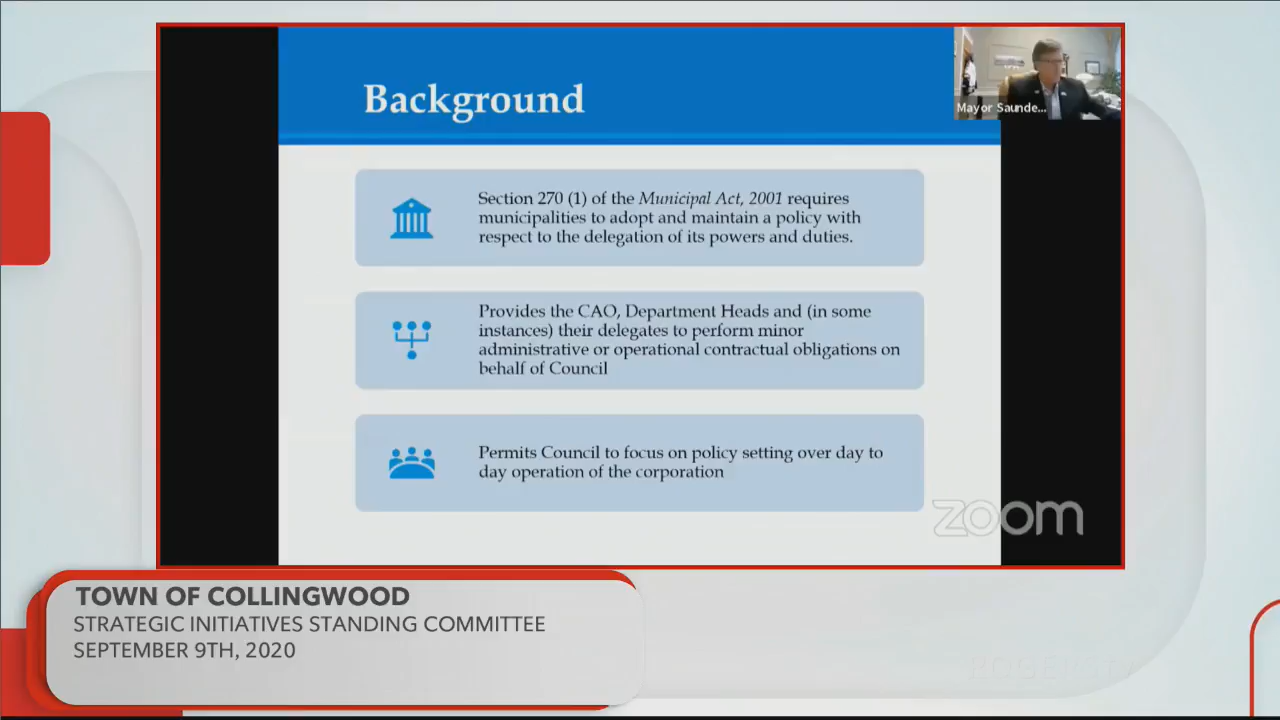 Background
Mayor Saunde...
Section 270 (1) of the Municipal Act, 2001 requires
municipalities to adopt and maintain a policy with
respect to the delegation of its powers and duties.
Provides the CAO, Department Heads and (in some
instances) their delegates to perform minor
administrative or operational contractual obligations on
behalf of Council
Permits Council to focus on policy setting over day to
day operation of the corporation
zoom
TOWN OF COLLINGWOOD
STRATEGIC INITIATIVES STANDING COMMITTEE
SEPTEMBER 9TH, 2020